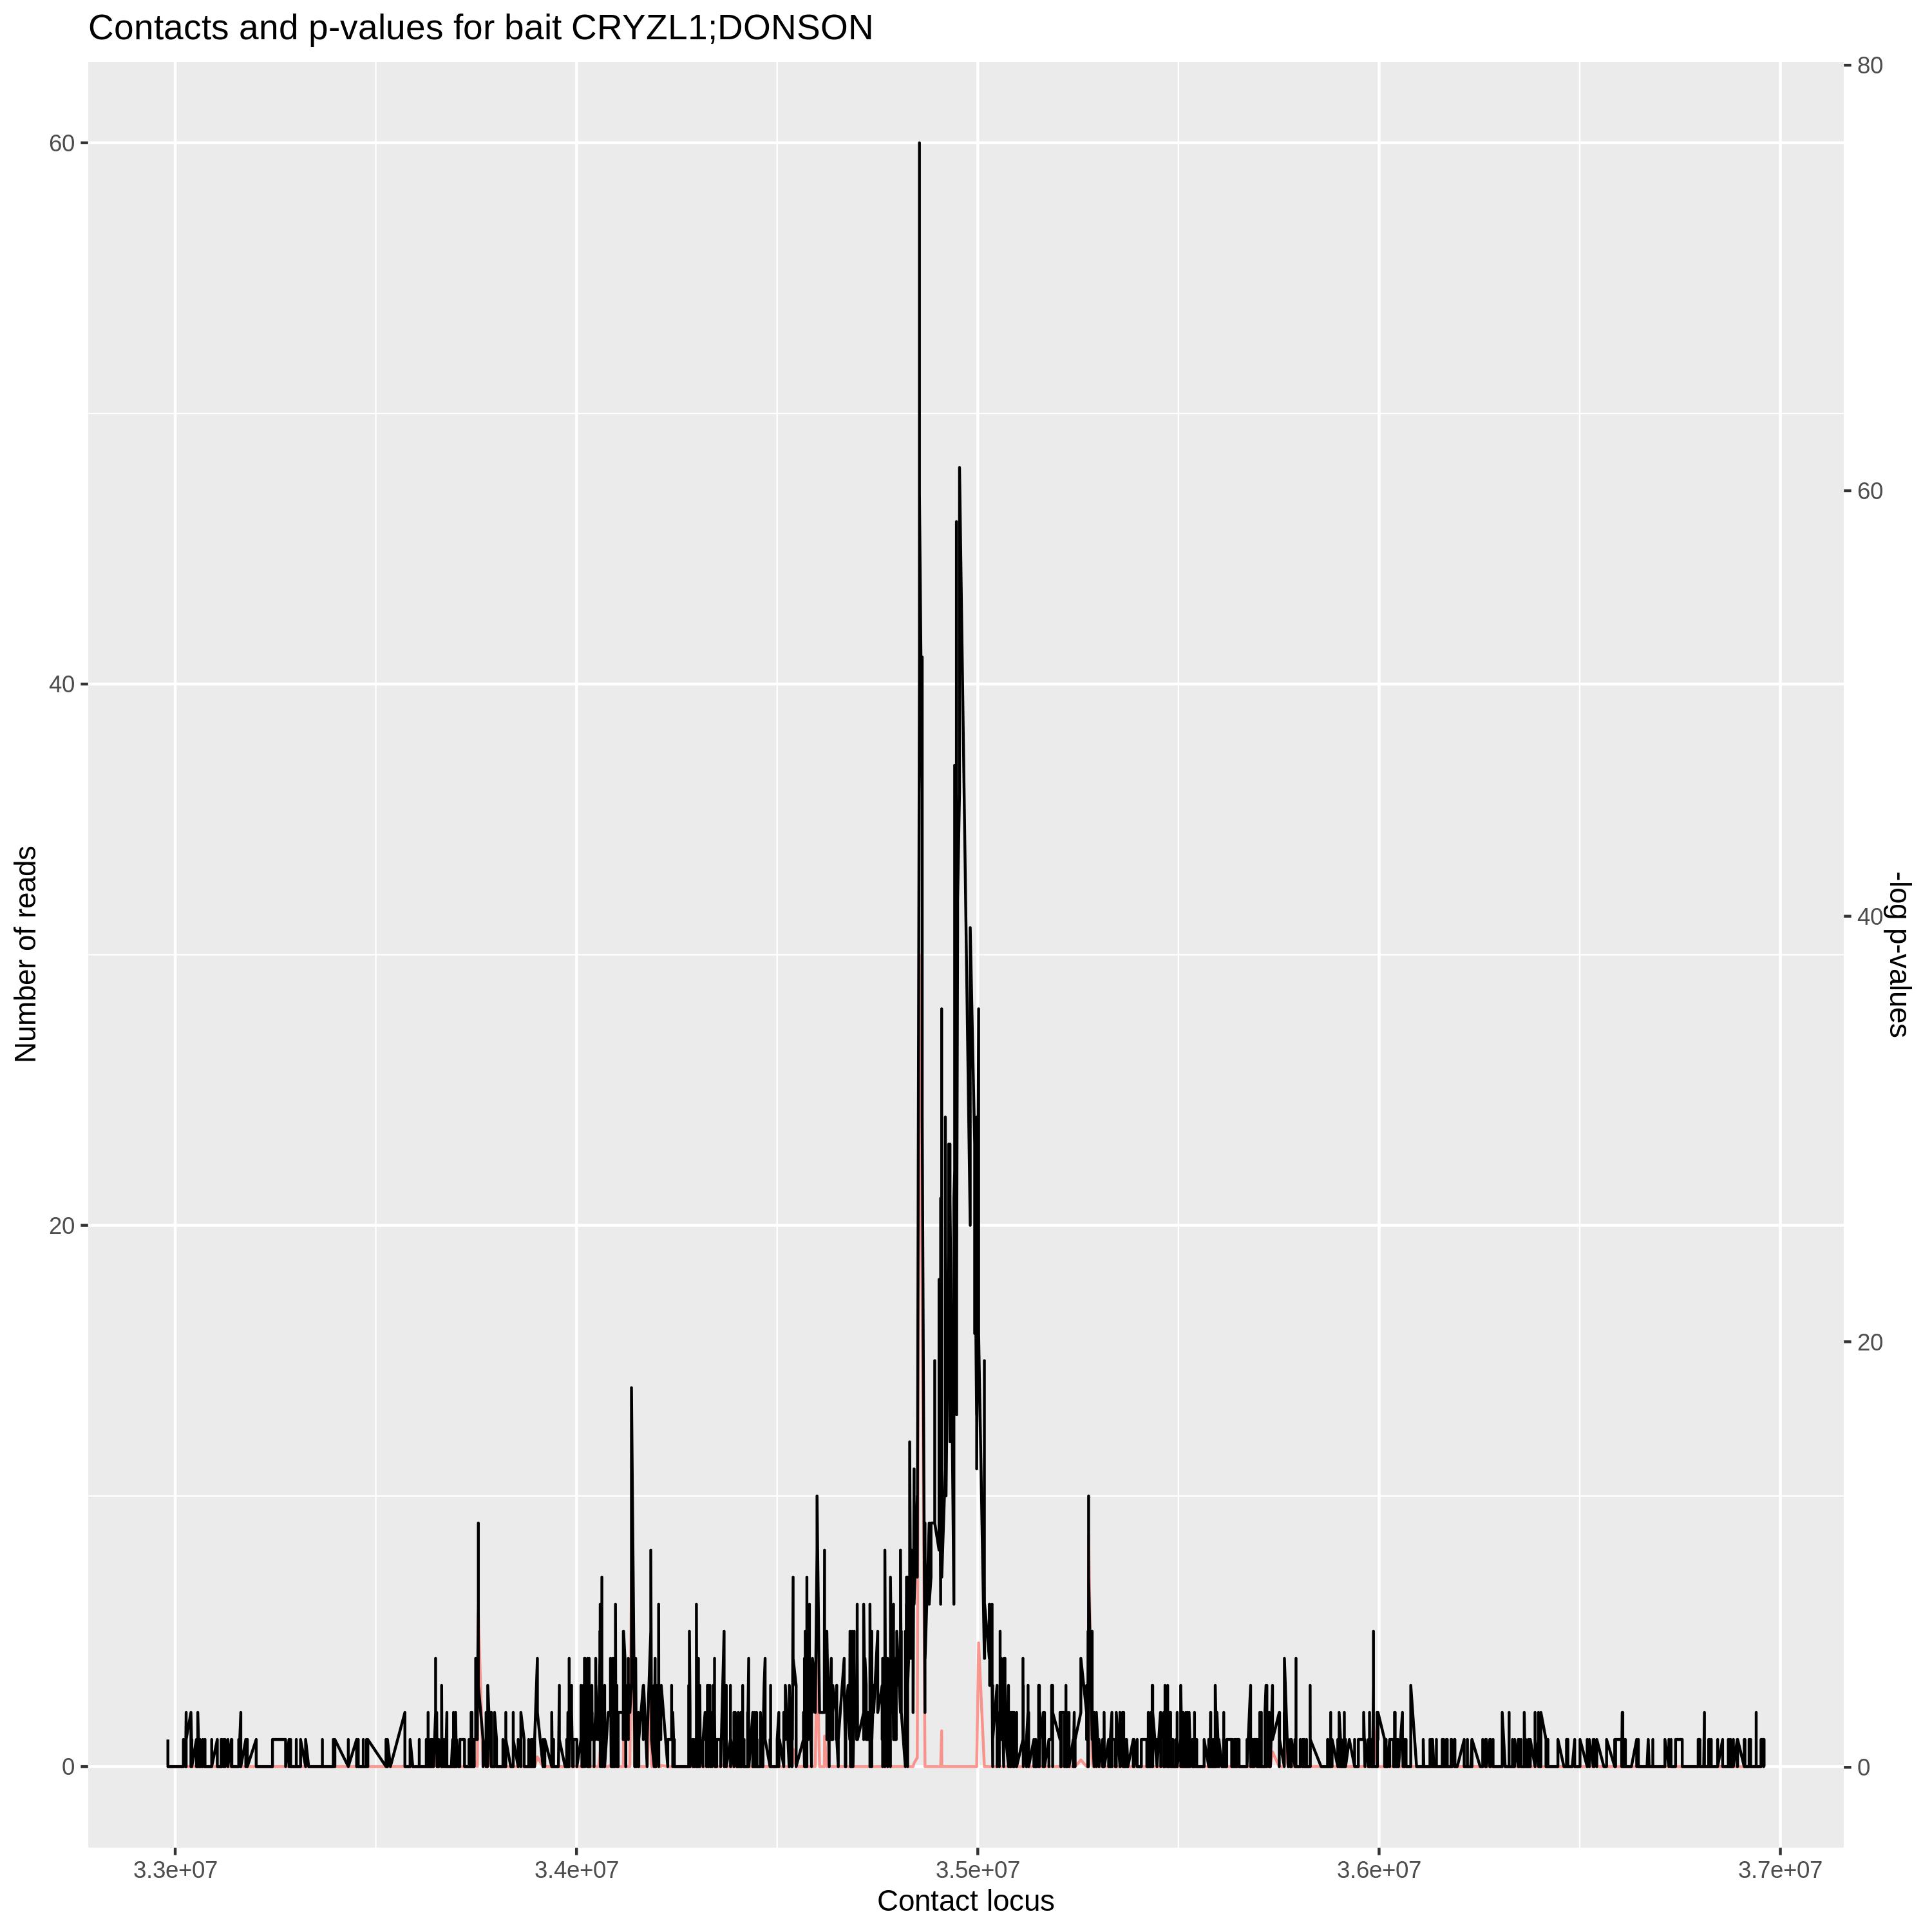 Contacts and p-values for bait CRYZL1;DONSON
80
60
60
40
40
20
20
0
0
Number of reads
-log p-values
3.3e+07 3.4e+07 3.5e+07 3.6e+07 3.7e+07
Contact locus